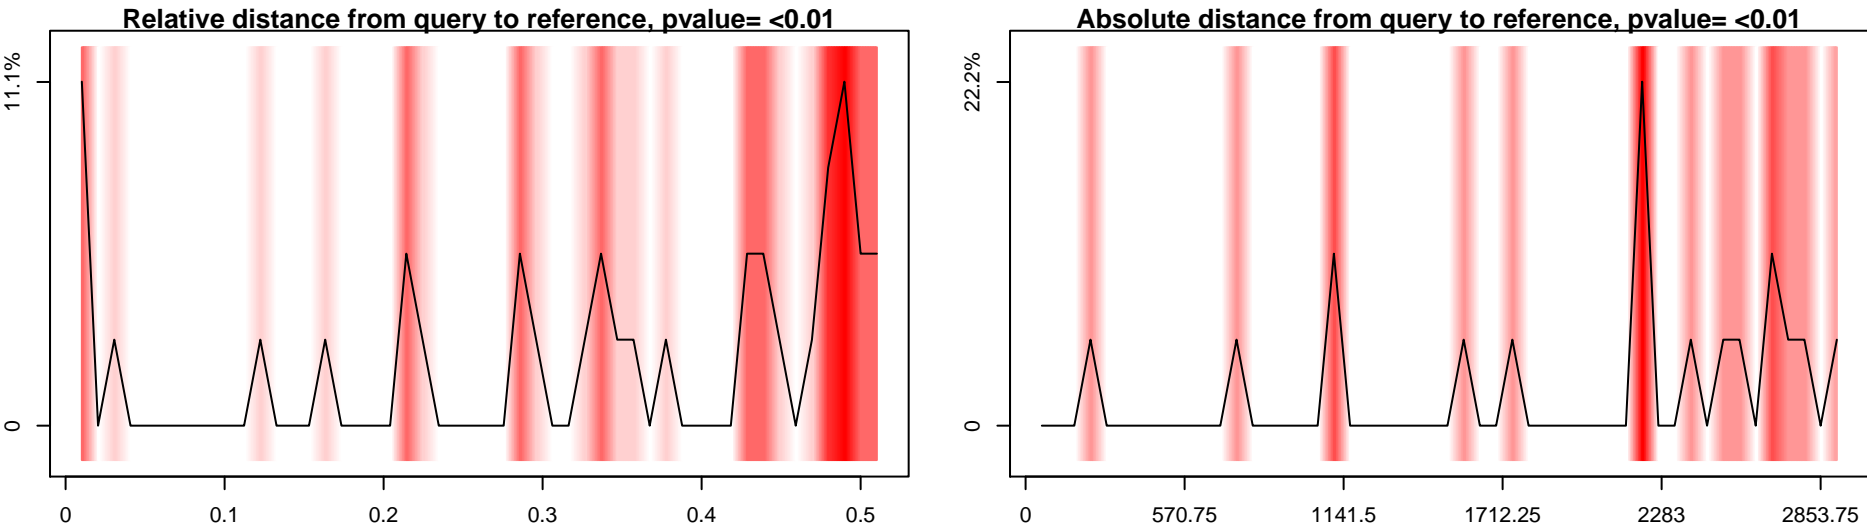 Relative distance from query to reference, pvalue= <0.01
11.1%
0
0 0.1 0.2 0.3 0.4 0.5
Absolute distance from query to reference, pvalue= <0.01
22.2%
0
0 570.75 1141.5 1712.25 2283 2853.75